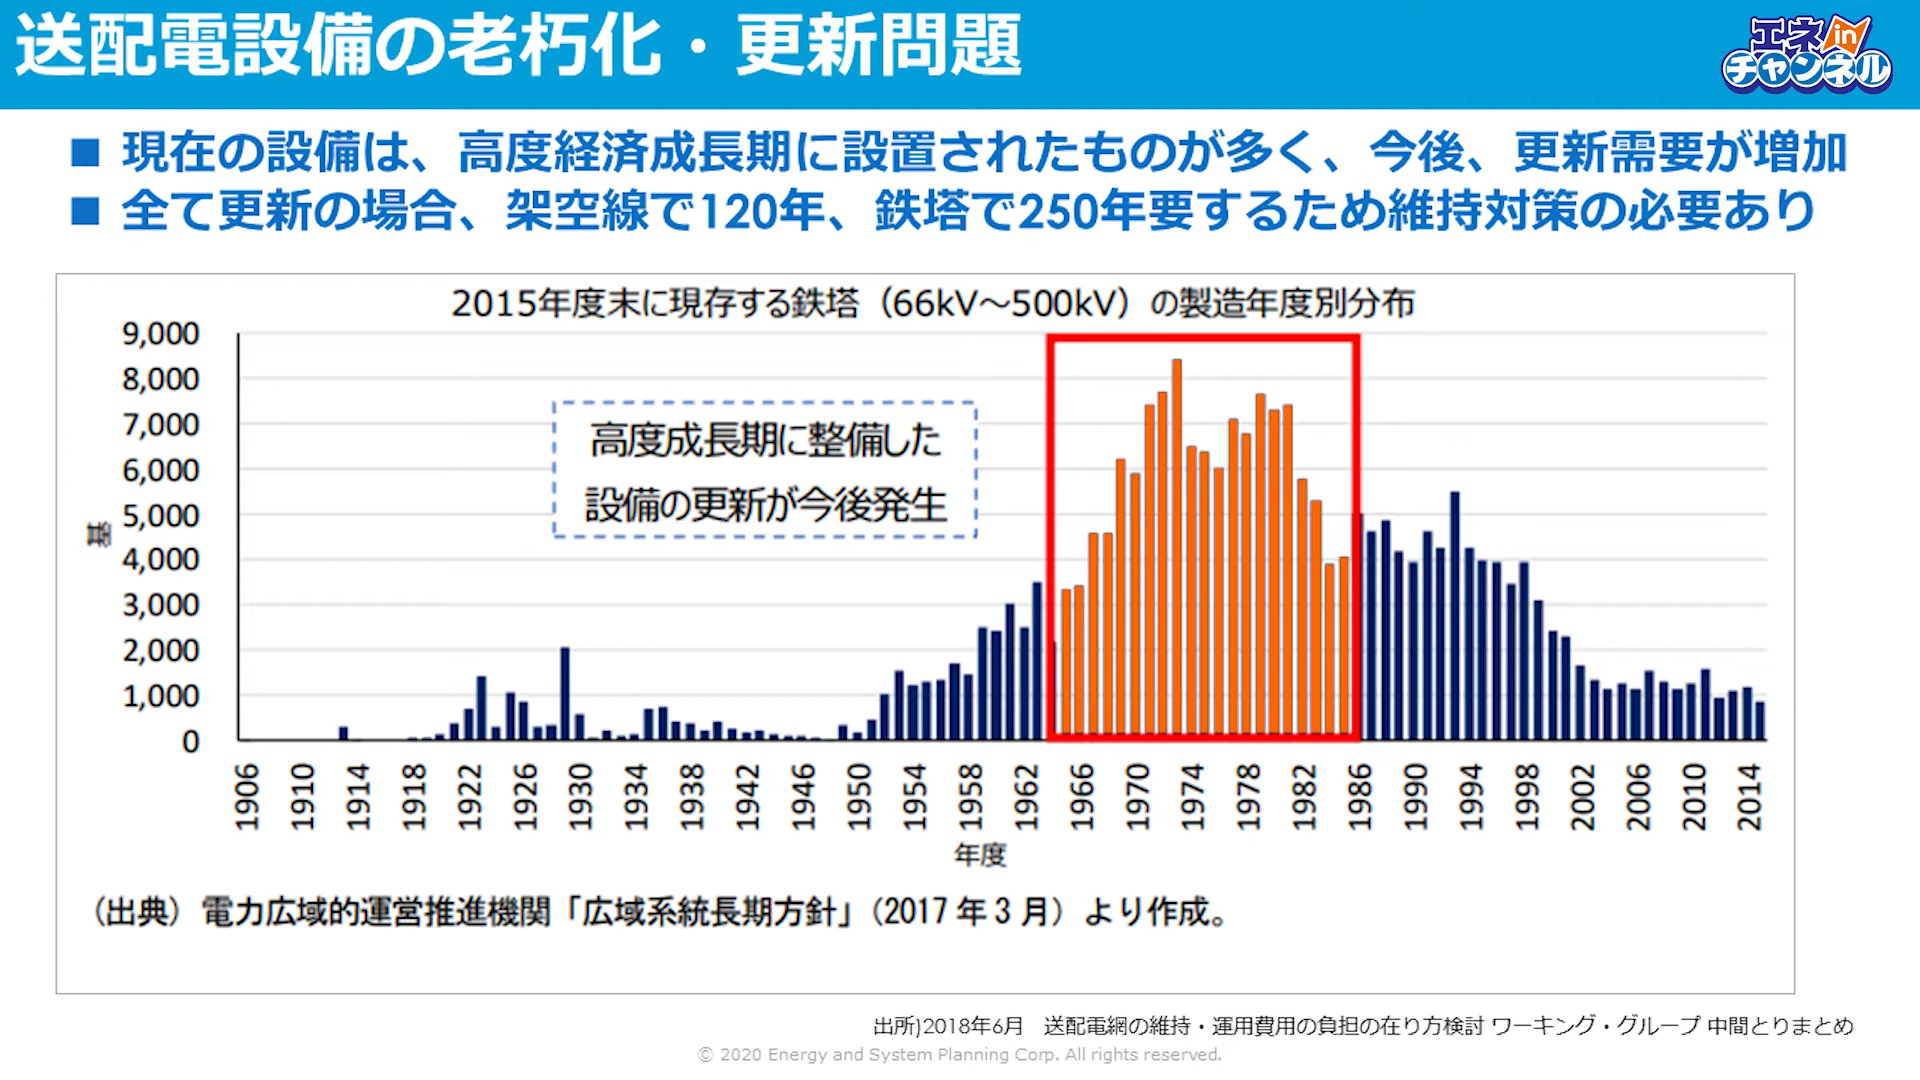 送配電設備の老朽化・更新問題
エネin
チャンネル
■ 現在の設備は、高度経済成長期に設置されたものが多く、今後、更新需要が増加
■ 全て更新の場合、架空線で120年、鉄塔で250年要するため維持対策の必要あり
2015年度末に現存する鉄塔（66kV～500kV）の製造年度別分布
9,000
8,000
7,000
6,000
5,000
4,000
3,000
2,000
1,000
0
基
高度成長期に整備した
設備の更新が今後発生
1906 1910 1914 1918 1922 1926 1930 1934 1938 1942 1946 1950 1954 1958 1962 1966 1970 1974 1978 1982 1986 1990 1994 1998 2002 2006 2010 2014
年度
（出典）電力広域的運営推進機関「広域系統長期方針」（2017 年 3 月）より作成。
出所)2018年6月　送配電網の維持・運用費用の負担の在り方検討 ワーキング・グループ 中間とりまとめ
© 2020 Energy and System Planning Corp. All rights reserved.